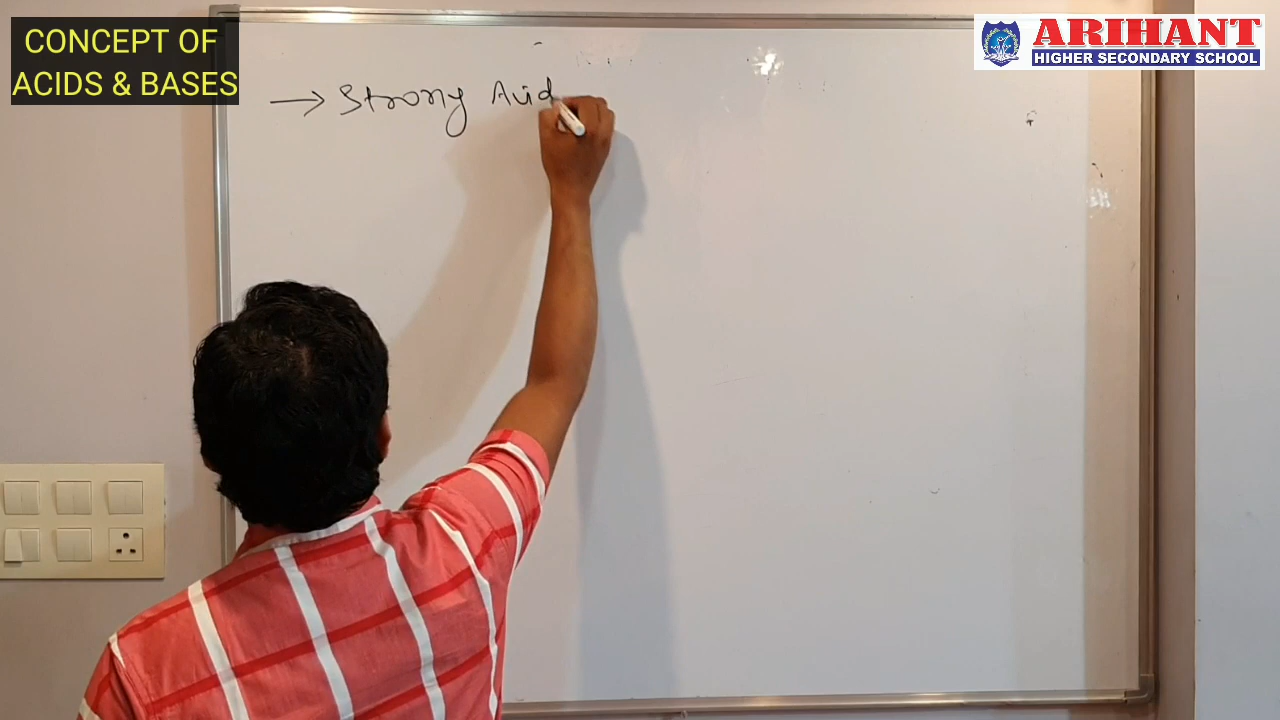 CONCEPT OF
ACIDS & BASES
ARIHANT
HIGHER SECONDARY SCHOOL
→ Strong Acid